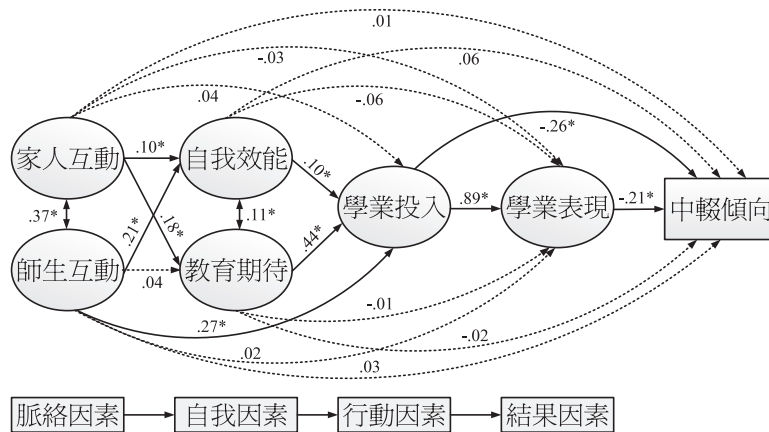 .01
-.03
.06
.04
-.06
-.26*
家人互動
.10*
自我效能
.10*
.37*
.18*
.21*
.11*
學業投入
.89*
學業表現
-.21*
中輟傾向
.44*
師生互動
.04
教育期待
-.01
.27*
-.02
.02
.03
脈絡因素
自我因素
行動因素
結果因素